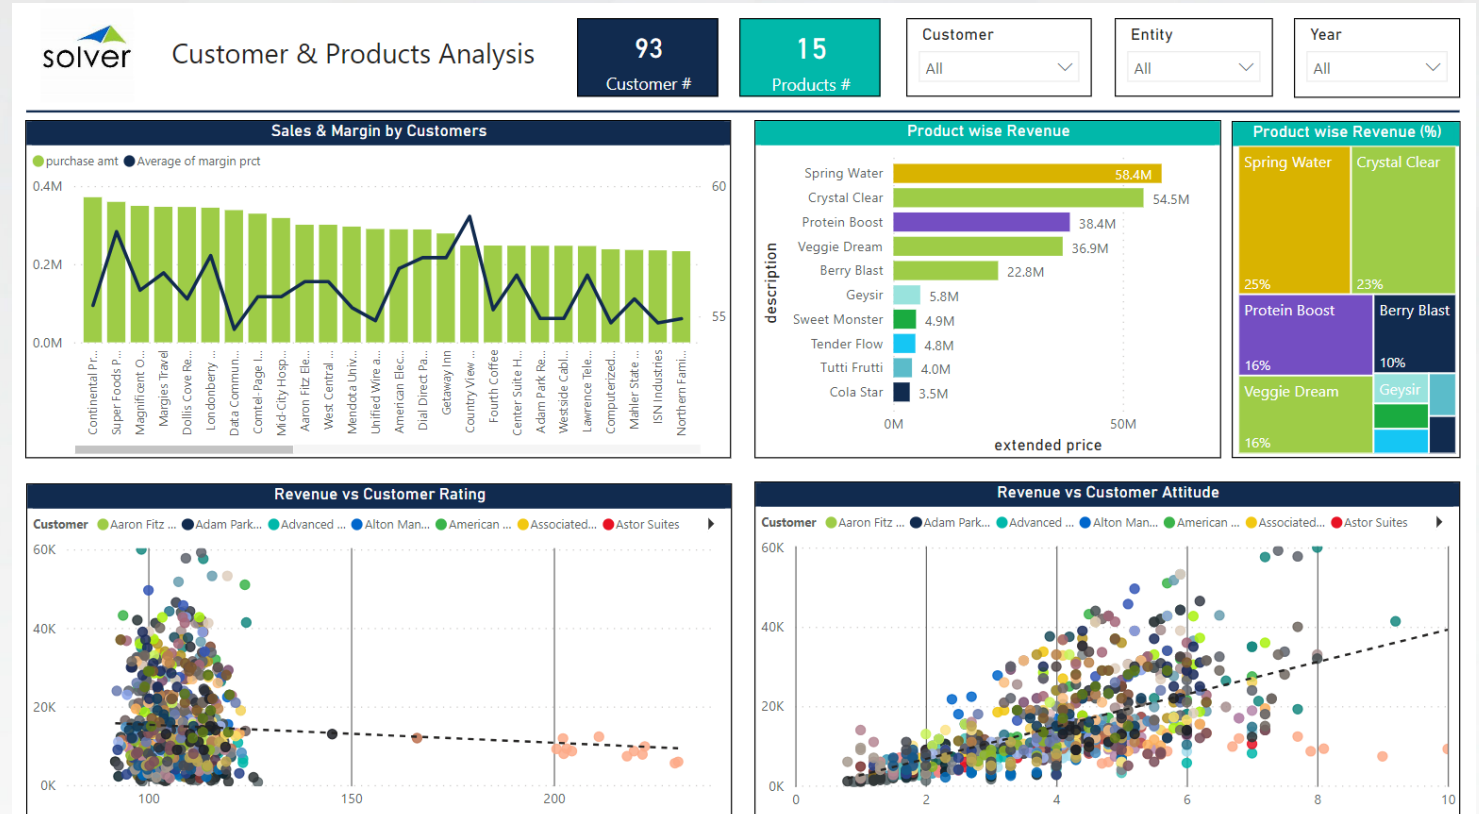 solver
Customer & Products Analysis
93
Customer #
15
Products #
Customer
All
Entity
All
Year
All
Sales & Margin by Customers
purchase amt Average of margin prct
0.4M
0.2M
0.0M
60
55
Continental Pr...
Super Foods P...
Magnificent O...
Margies Travel
Dollis Cove Re...
Londonberry ...
Data Commun...
Comtel-Page I...
Mid-City Hosp...
Aaron Fitz Ele...
West Central ...
Mendota Univ...
Unified Wire a...
American Elec...
Dial Direct Pa...
Getaway Inn
Country View ...
Fourth Coffee
Center Suite H...
Adam Park Re...
Westside Cabl...
Lawrence Tele...
Computerized...
Mahler State ...
ISN Industries
Northern Fami...
Product wise Revenue
description
Spring Water 58.4M
Crystal Clear 54.5M
Protein Boost 38.4M
Veggie Dream 36.9M
Berry Blast 22.8M
Geysir 5.8M
Sweet Monster 4.9M
Tender Flow 4.8M
Tutti Frutti 4.0M
Cola Star 3.5M
0M 50M
extended price
Product wise Revenue (%)
Spring Water
25%
Crystal Clear
23%
Protein Boost
16%
Berry Blast
10%
Veggie Dream
16%
Geysir
Revenue vs Customer Rating
Customer Aaron Fitz ... Adam Park... Advanced ... Alton Man... American ... Associated... Astor Suites
60K
40K
20K
0K
100 150 200
Revenue vs Customer Attitude
Customer Aaron Fitz ... Adam Park... Advanced ... Alton Man... American ... Associated... Astor Suites
60K
40K
20K
0K
0 2 4 6 8 10